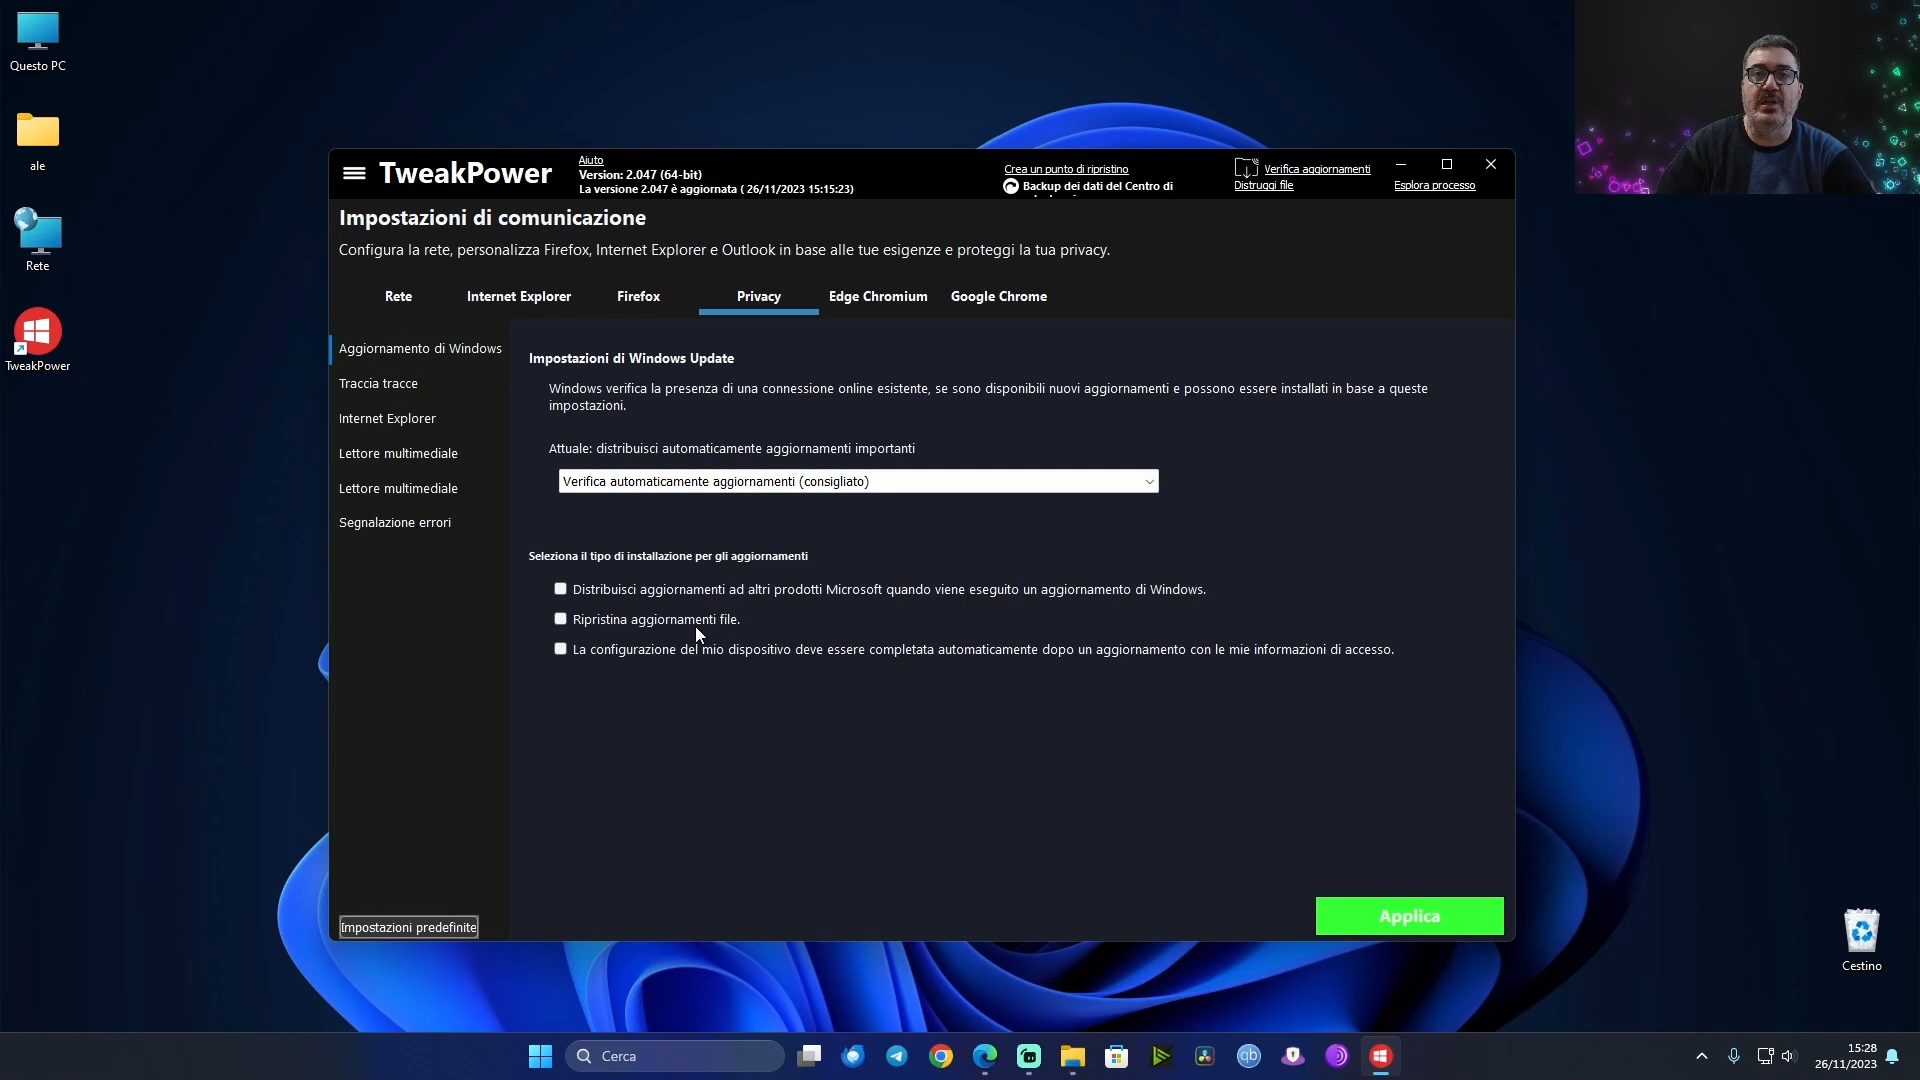 Questo PC
ale
Rete
TweakPower
TweakPower
Aiuto
Version: 2.047 (64-bit)
La versione 2.047 è aggiornata ( 26/11/2023 15:15:23)
Crea un punto di ripristino
Backup dei dati del Centro di
Verifica aggiornamenti
Distruggi file
Esplora processo
Impostazioni di comunicazione
Configura la rete, personalizza Firefox, Internet Explorer e Outlook in base alle tue esigenze e proteggi la tua privacy.
Rete Internet Explorer Firefox Privacy Edge Chromium Google Chrome
Aggiornamento di Windows
Traccia tracce
Internet Explorer
Lettore multimediale
Lettore multimediale
Segnalazione errori
Impostazioni predefinite
Impostazioni di Windows Update
Windows verifica la presenza di una connessione online esistente, se sono disponibili nuovi aggiornamenti e possono essere installati in base a queste
impostazioni.
Attuale: distribuisci automaticamente aggiornamenti importanti
Verifica automaticamente aggiornamenti (consigliato)
Seleziona il tipo di installazione per gli aggiornamenti
Distribuisci aggiornamenti ad altri prodotti Microsoft quando viene eseguito un aggiornamento di Windows.
Ripristina aggiornamenti file.
La configurazione del mio dispositivo deve essere completata automaticamente dopo un aggiornamento con le mie informazioni di accesso.
Applica
Cestino
Cerca
qb
15:28
26/11/2023